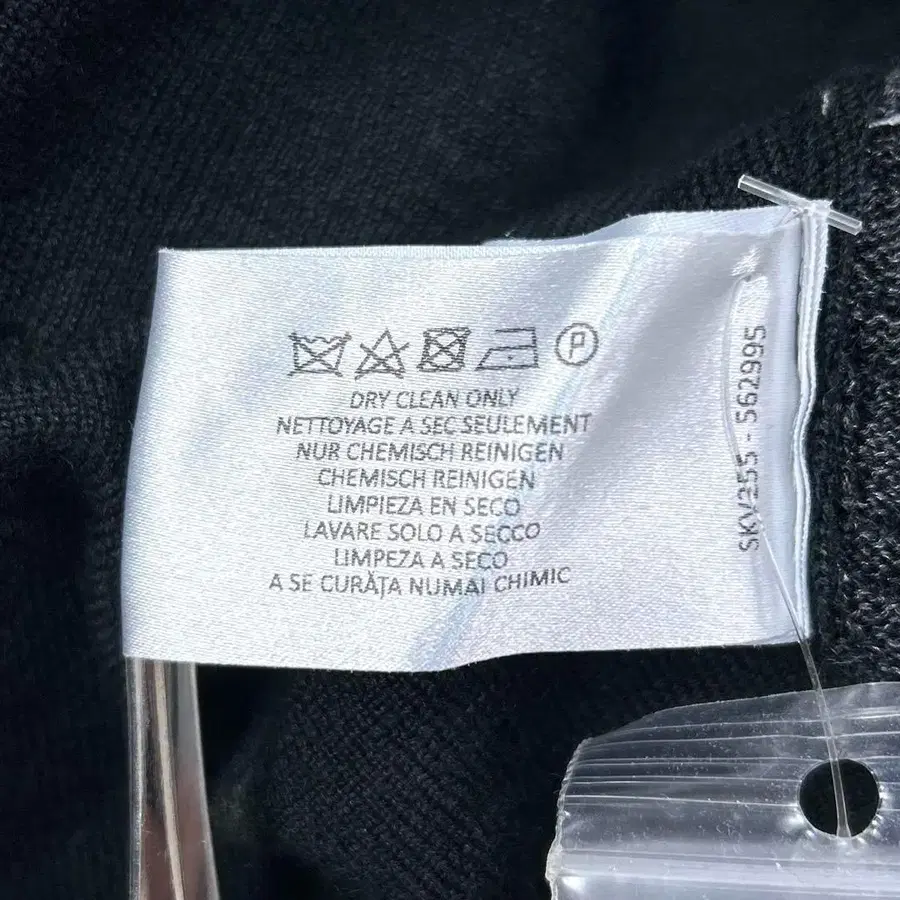 P
DRY CLEAN ONLY
NETTOYAGE A SEC SEULEMENT
NUR CHEMISCH REINIGEN
CHEMISCH REINIGEN
LIMPIEZA EN SECO
LAVARE SOLO A SECCO
LIMPEZA A SECO
A SE CURĂȚA NUMAI CHIMIC
SKV255 - 562995